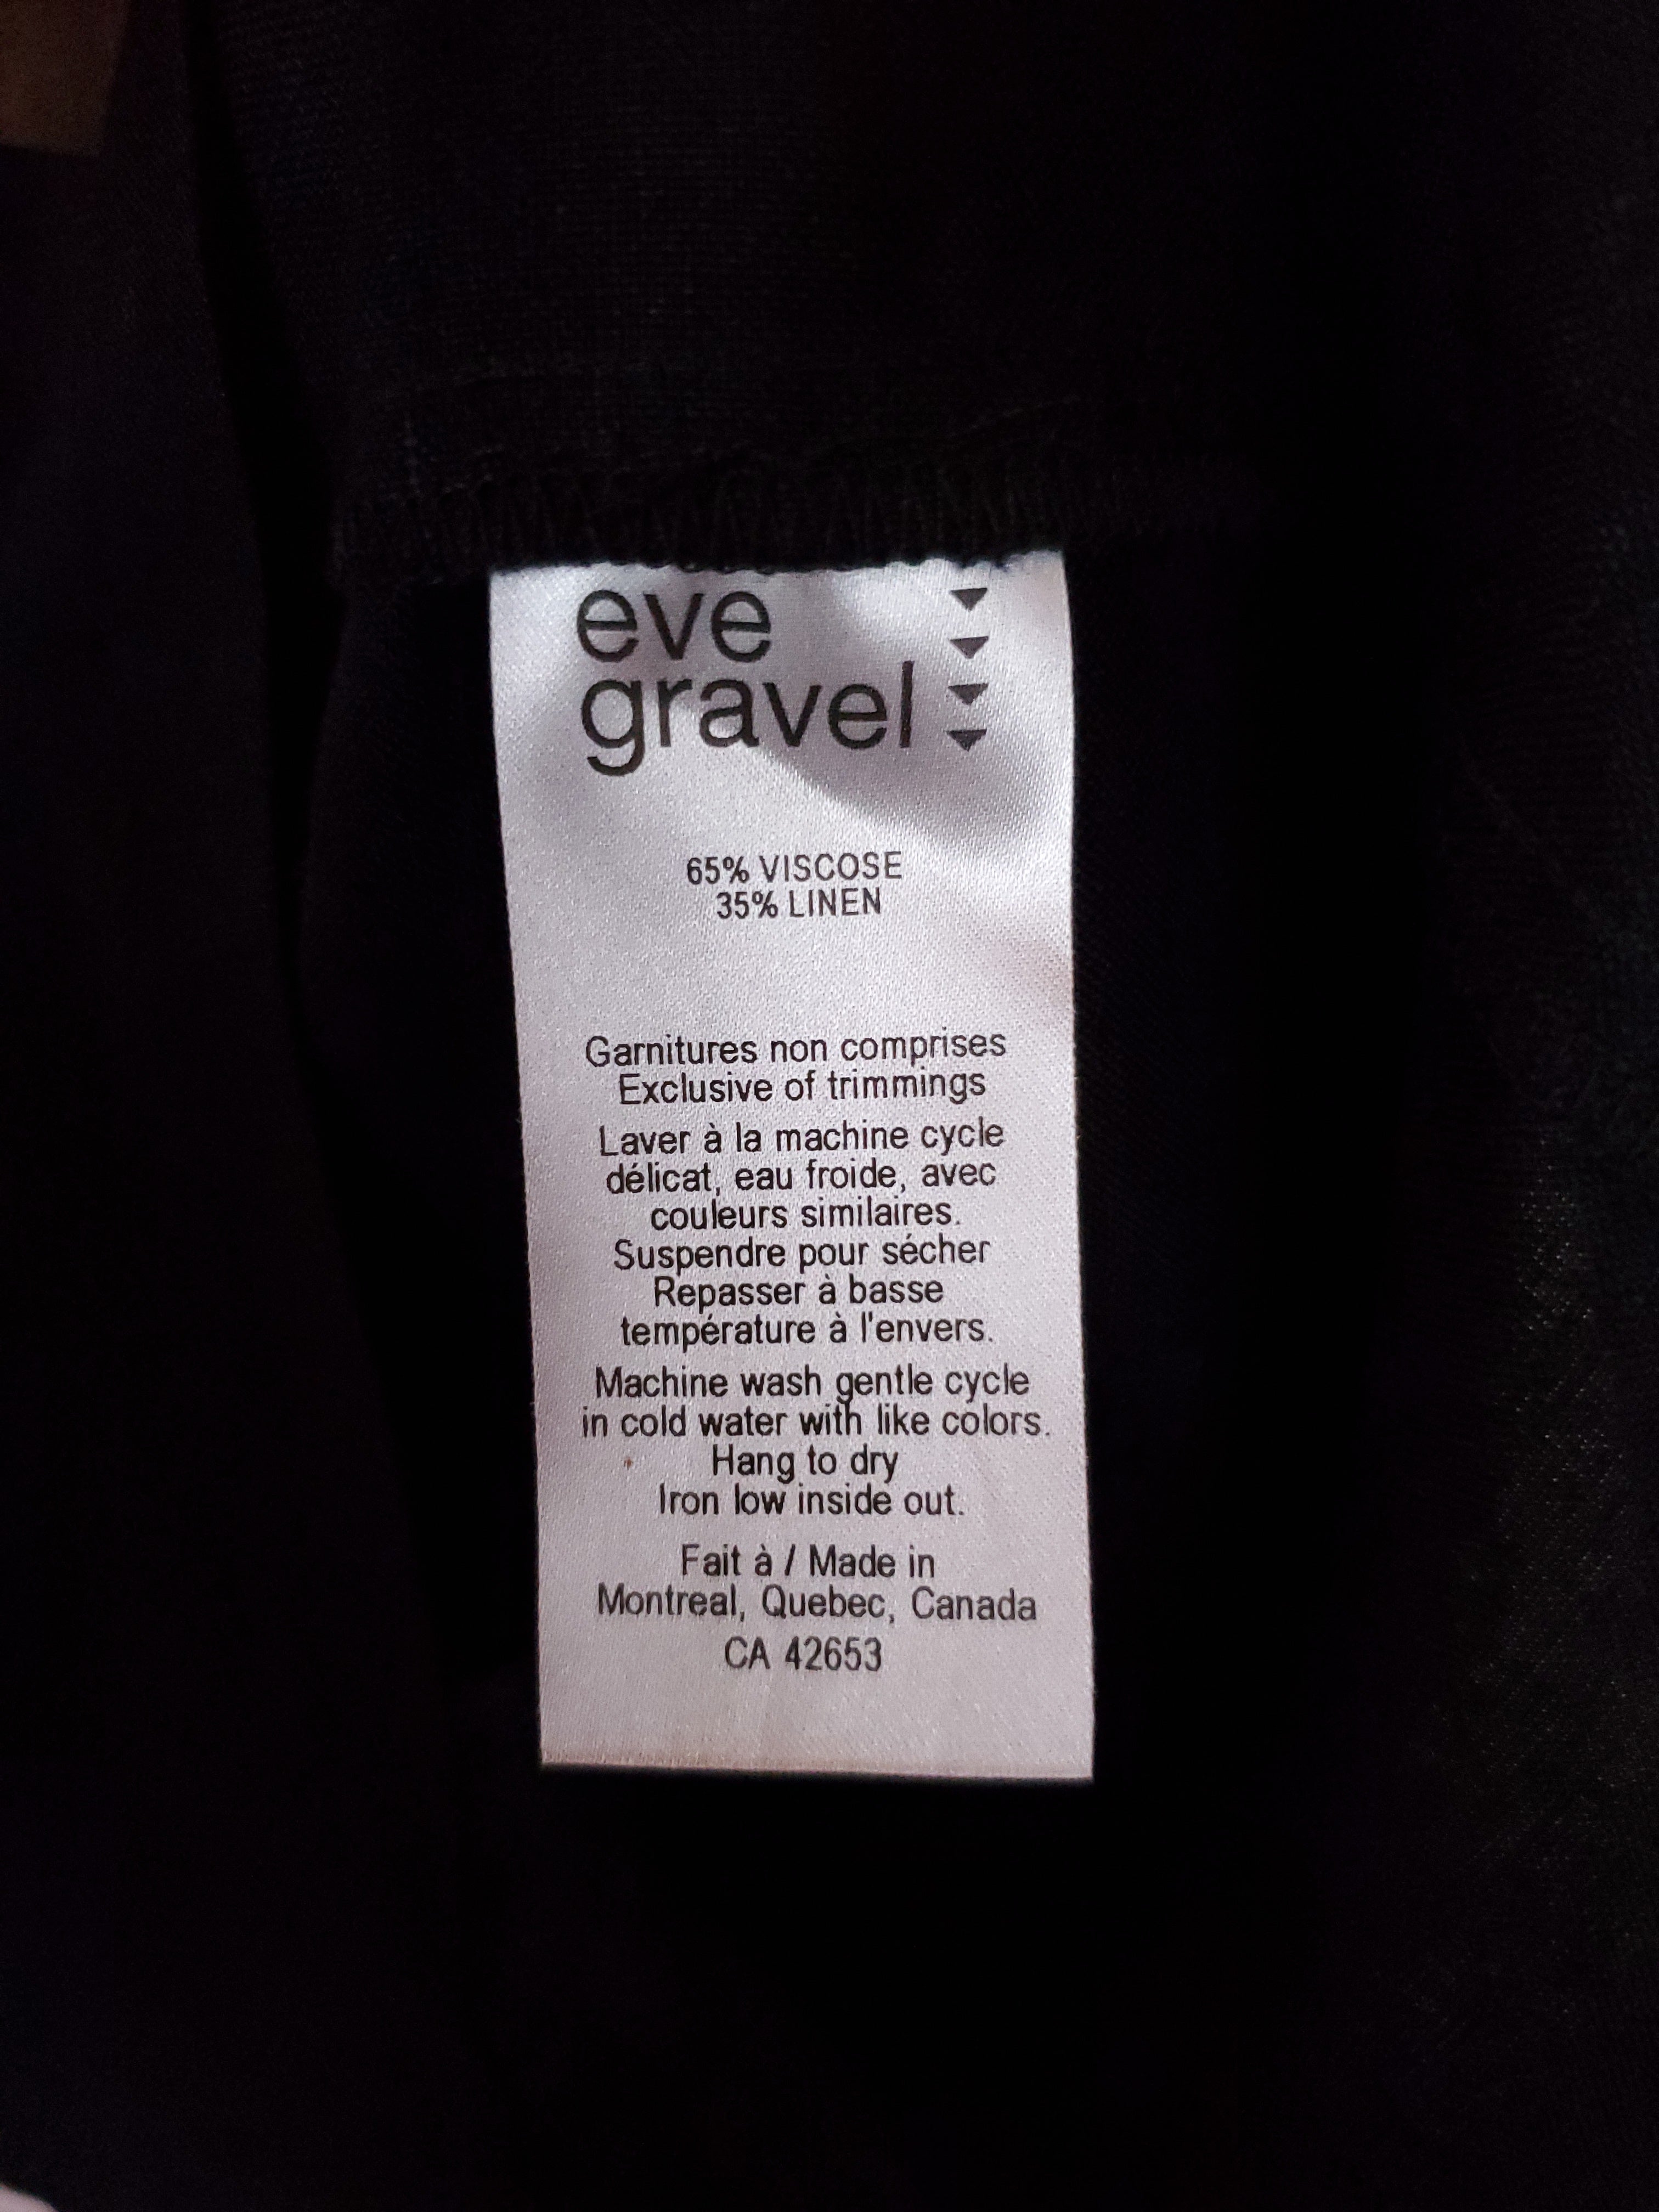 eve
gravel
65% VISCOSE
35% LINEN
Garnitures non comprises
Exclusive of trimmings
Laver à la machine cycle
délicat, eau froide, avec
couleurs similaires.
Suspendre pour sécher
Repasser à basse
température à l'envers.
Machine wash gentle cycle
in cold water with like colors.
Hang to dry
Iron low inside out.
Fait à / Made in
Montreal, Quebec, Canada
CA 42653